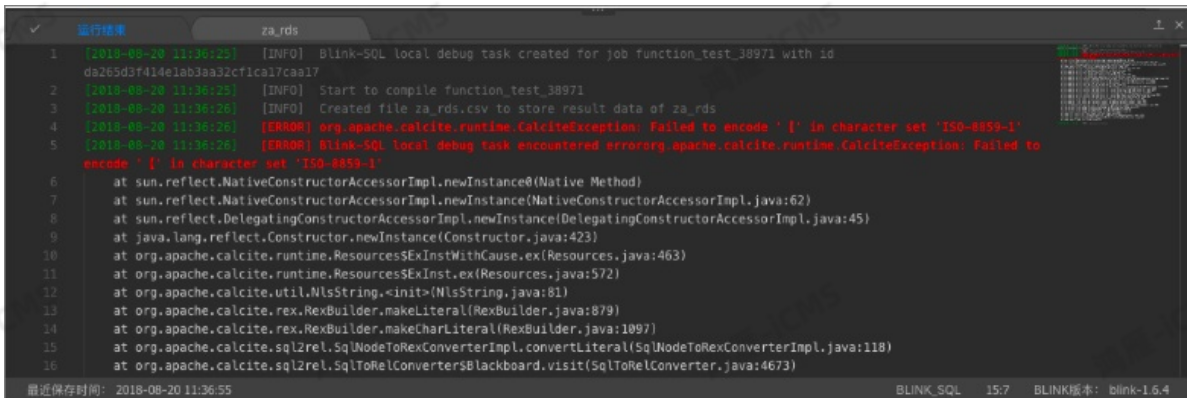 运行结果 za_rds
1 [2018-08-20 11:36:25] [INFO] Blink-SQL local debug task created for job function_test_38971 with id
da265d3f414e1ab3aa32cf1ca17caa17
2 [2018-08-20 11:36:25] [INFO] Start to compile function_test_38971
3 [2018-08-20 11:36:26] [INFO] Created file za_rds.csv to store result data of za_rds
4 [2018-08-20 11:36:26] [ERROR] org.apache.calcite.runtime.CalciteException: Failed to encode '【' in character set 'ISO-8859-1'
5 [2018-08-20 11:36:26] [ERROR] Blink-SQL local debug task encountered errororg.apache.calcite.runtime.CalciteException: Failed to
encode '【' in character set 'ISO-8859-1'
6 at sun.reflect.NativeConstructorAccessorImpl.newInstance0(Native Method)
7 at sun.reflect.NativeConstructorAccessorImpl.newInstance(NativeConstructorAccessorImpl.java:62)
8 at sun.reflect.DelegatingConstructorAccessorImpl.newInstance(DelegatingConstructorAccessorImpl.java:45)
9 at java.lang.reflect.Constructor.newInstance(Constructor.java:423)
10 at org.apache.calcite.runtime.Resources$ExInstWithCause.ex(Resources.java:463)
11 at org.apache.calcite.runtime.Resources$ExInst.ex(Resources.java:572)
12 at org.apache.calcite.util.NlsString.<init>(NlsString.java:81)
13 at org.apache.calcite.rex.RexBuilder.makeLiteral(RexBuilder.java:879)
14 at org.apache.calcite.rex.RexBuilder.makeCharLiteral(RexBuilder.java:1097)
15 at org.apache.calcite.sql2rel.SqlNodeToRexConverterImpl.convertLiteral(SqlNodeToRexConverterImpl.java:118)
16 at org.apache.calcite.sql2rel.SqlToRelConverter$Blackboard.visit(SqlToRelConverter.java:4673)
最近保存时间: 2018-08-20 11:36:55 BLINK_SQL 15:7 BLINK版本: blink-1.6.4